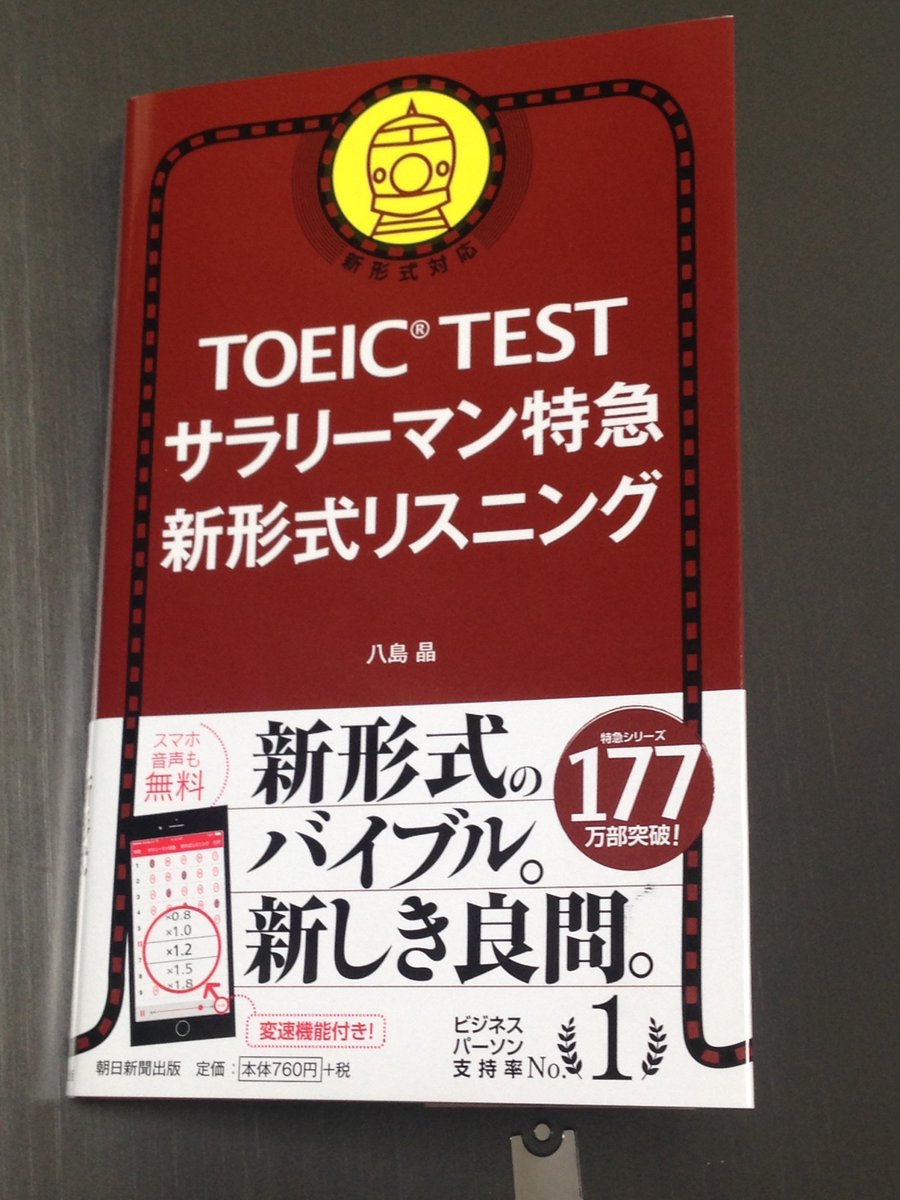 新形式対応
TOEIC® TEST
サラリーマン特急
新形式リスニング
八島 晶
スマホ
音声も
無料
新形式の
バイブル。
新しき良問。
特急シリーズ
177
万部突破!
×0.8
×1.0
×1.2
×1.5
×1.8
変速機能付き!
ビジネス
パーソン
支持率No.1
朝日新聞出版 定価:本体760円+税